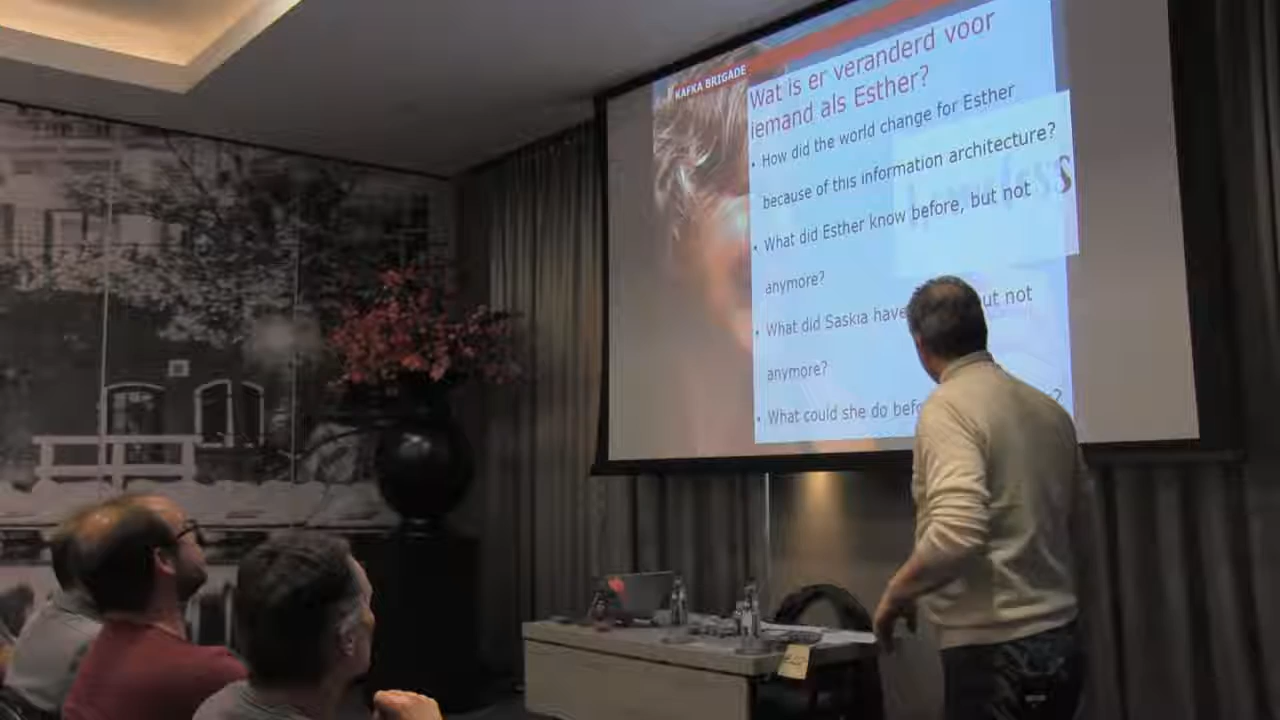 KAFKA BRIGADE
Wat is er veranderd voor
iemand als Esther?
• How did the world change for Esther
because of this information architecture?
• What did Esther know before, but not
anymore?
• What did Saskia have but not
anymore?
• What could she do ?